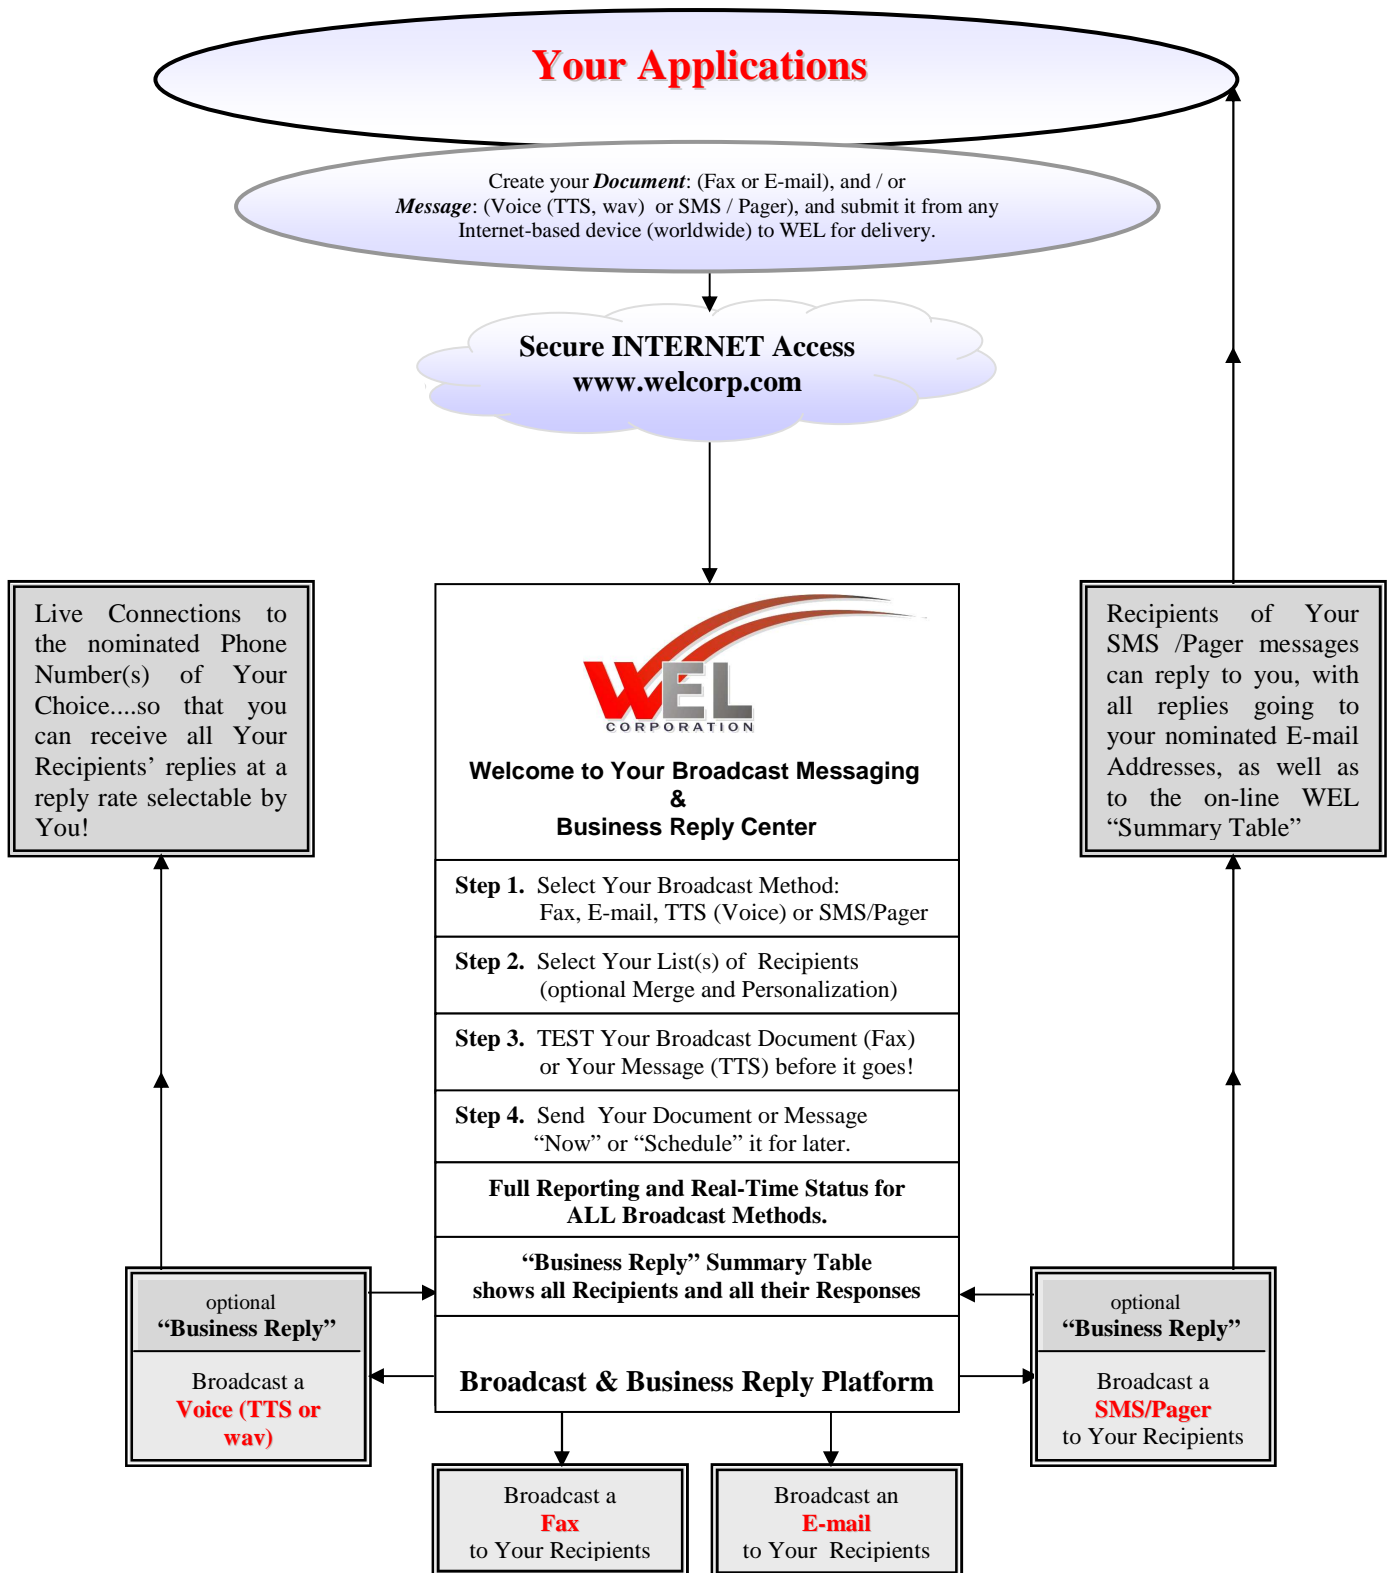 Your Applications
Create your Document: (Fax or E-mail), and / or
Message: (Voice (TTS, wav) or SMS / Pager), and submit it from any
Internet-based device (worldwide) to WEL for delivery.
Secure INTERNET Access
www.welcorp.com
Live Connections to
the nominated Phone
Number(s) of Your
Choice....so that you
can receive all Your
Recipients’ replies at a
reply rate selectable by
You!
WEL
CORPORATION
Welcome to Your Broadcast Messaging
&
Business Reply Center
Step 1. Select Your Broadcast Method:
Fax, E-mail, TTS (Voice) or SMS/Pager
Step 2. Select Your List(s) of Recipients
(optional Merge and Personalization)
Step 3. TEST Your Broadcast Document (Fax)
or Your Message (TTS) before it goes!
Step 4. Send Your Document or Message
“Now” or “Schedule” it for later.
Full Reporting and Real-Time Status for
ALL Broadcast Methods.
“Business Reply” Summary Table
shows all Recipients and all their Responses
Broadcast & Business Reply Platform
Recipients of Your
SMS /Pager messages
can reply to you, with
all replies going to
your nominated E-mail
Addresses, as well as
to the on-line WEL
“Summary Table”
optional
“Business Reply”
Broadcast a
Voice (TTS or
wav)
optional
“Business Reply”
Broadcast a
SMS/Pager
to Your Recipients
Broadcast a
Fax
to Your Recipients
Broadcast an
E-mail
to Your Recipients